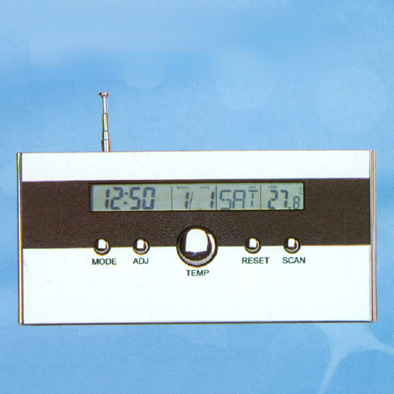 12:50 1/1 SAT 27.8
MODE ADJ RESET SCAN
TEMP